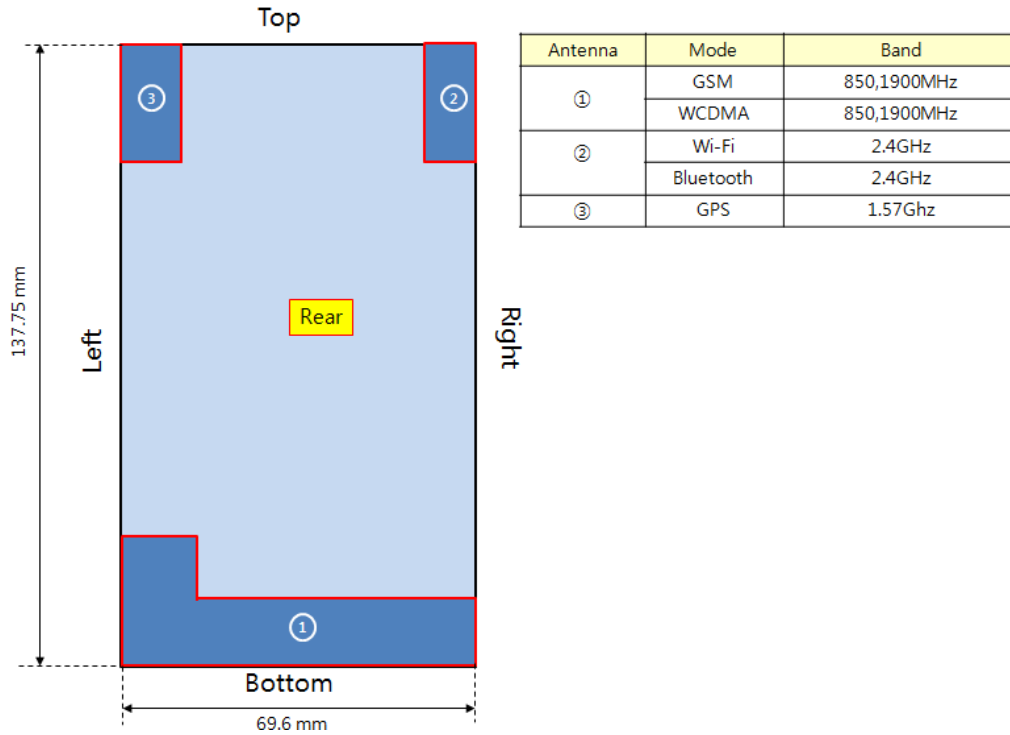 Top
③
②
Rear
137.75 mm
Left
Right
①
Bottom
69.6 mm
Antenna Mode Band
① GSM 850,1900MHz
WCDMA 850,1900MHz
② Wi-Fi 2.4GHz
Bluetooth 2.4GHz
③ GPS 1.57Ghz